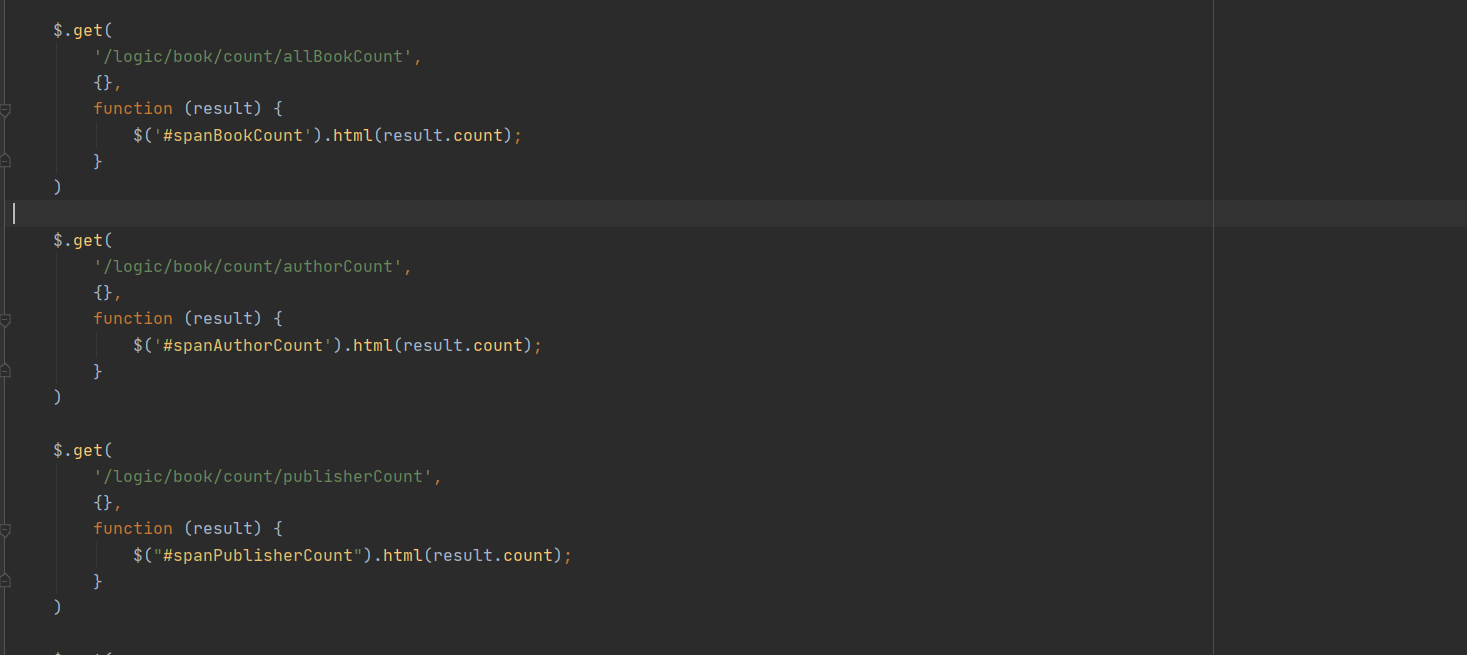 $.get(
'/logic/book/count/allBookCount',
{},
function (result) {
$('#spanBookCount').html(result.count);
}
)
$.get(
'/logic/book/count/authorCount',
{},
function (result) {
$('#spanAuthorCount').html(result.count);
}
)
$.get(
'/logic/book/count/publisherCount',
{},
function (result) {
$("#spanPublisherCount").html(result.count);
}
)